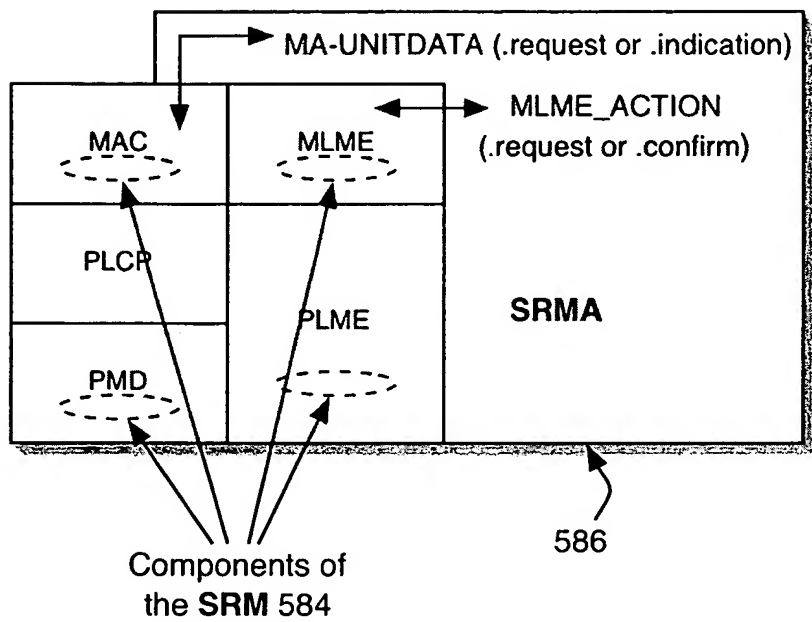 MA-UNITDATA (.request or .indication)
MAC
MLME
MLME_ACTION
(.request or .confirm)
PLCP
PLME
SRMA
PMD
586
Components of
the SRM 584